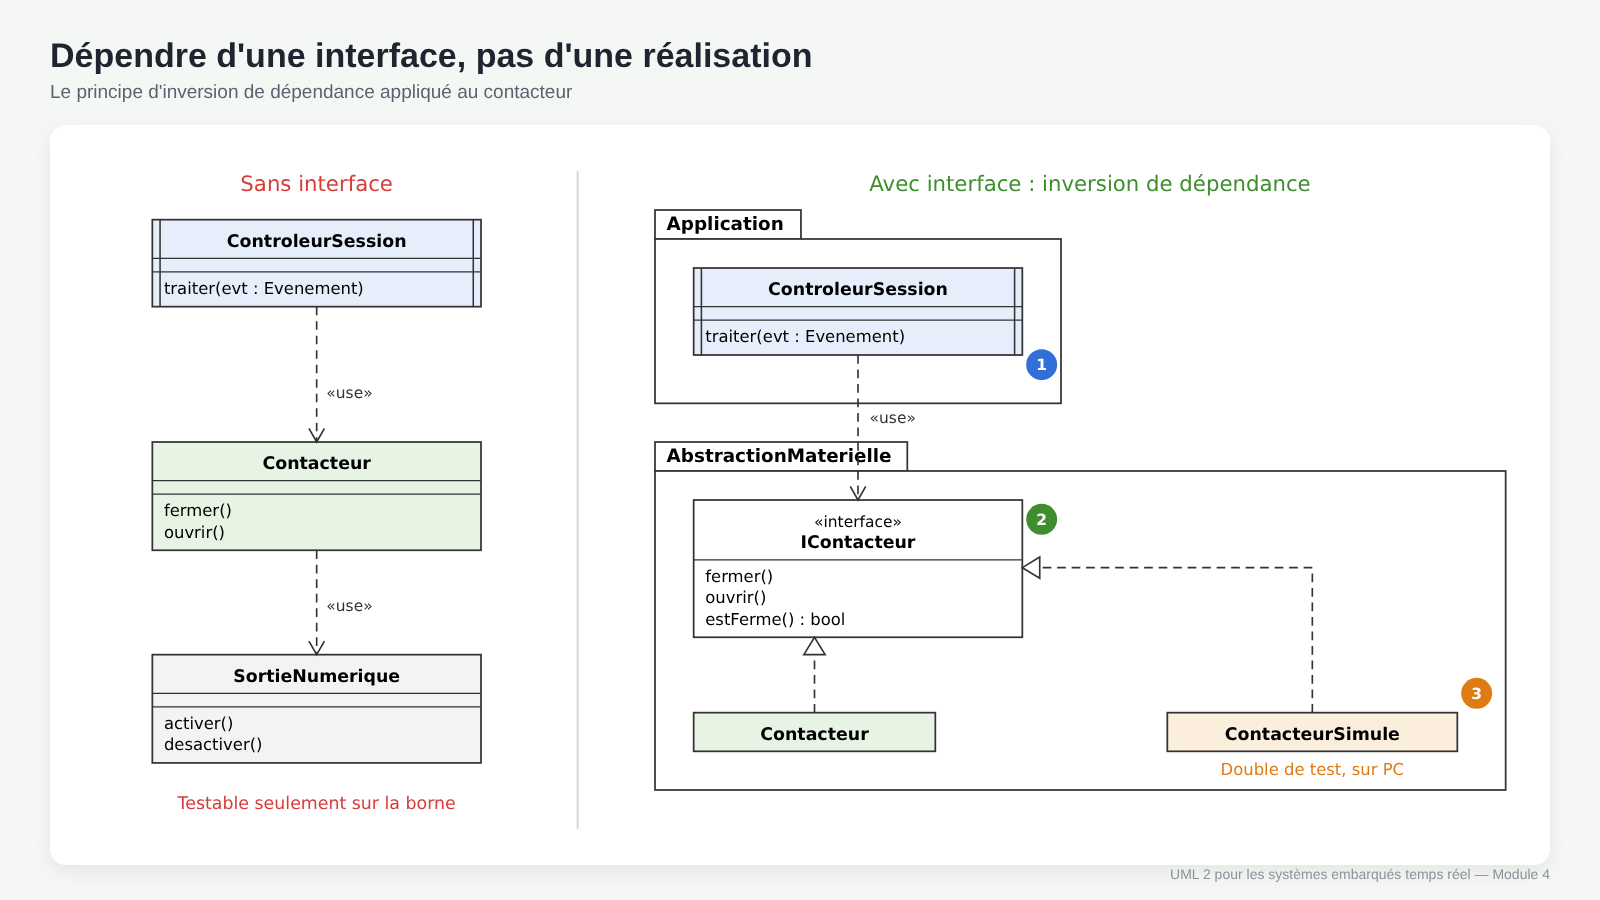 Dépendre d'une interface, pas d'une réalisation
Le principe d'inversion de dépendance appliqué au contacteur
Sans interface
ControleurSession
traiter(evt : Evenement)
«use»
Contacteur
fermer()
ouvrir()
«use»
SortieNumerique
activer()
desactiver()
Testable seulement sur la borne
Avec interface : inversion de dépendance
Application
ControleurSession
traiter(evt : Evenement)
1
«use»
AbstractionMaterielle
«interface»
IContacteur
2
fermer()
ouvrir()
estFerme() : bool
3
Contacteur
ContacteurSimule
Double de test, sur PC
UML 2 pour les systèmes embarqués temps réel — Module 4